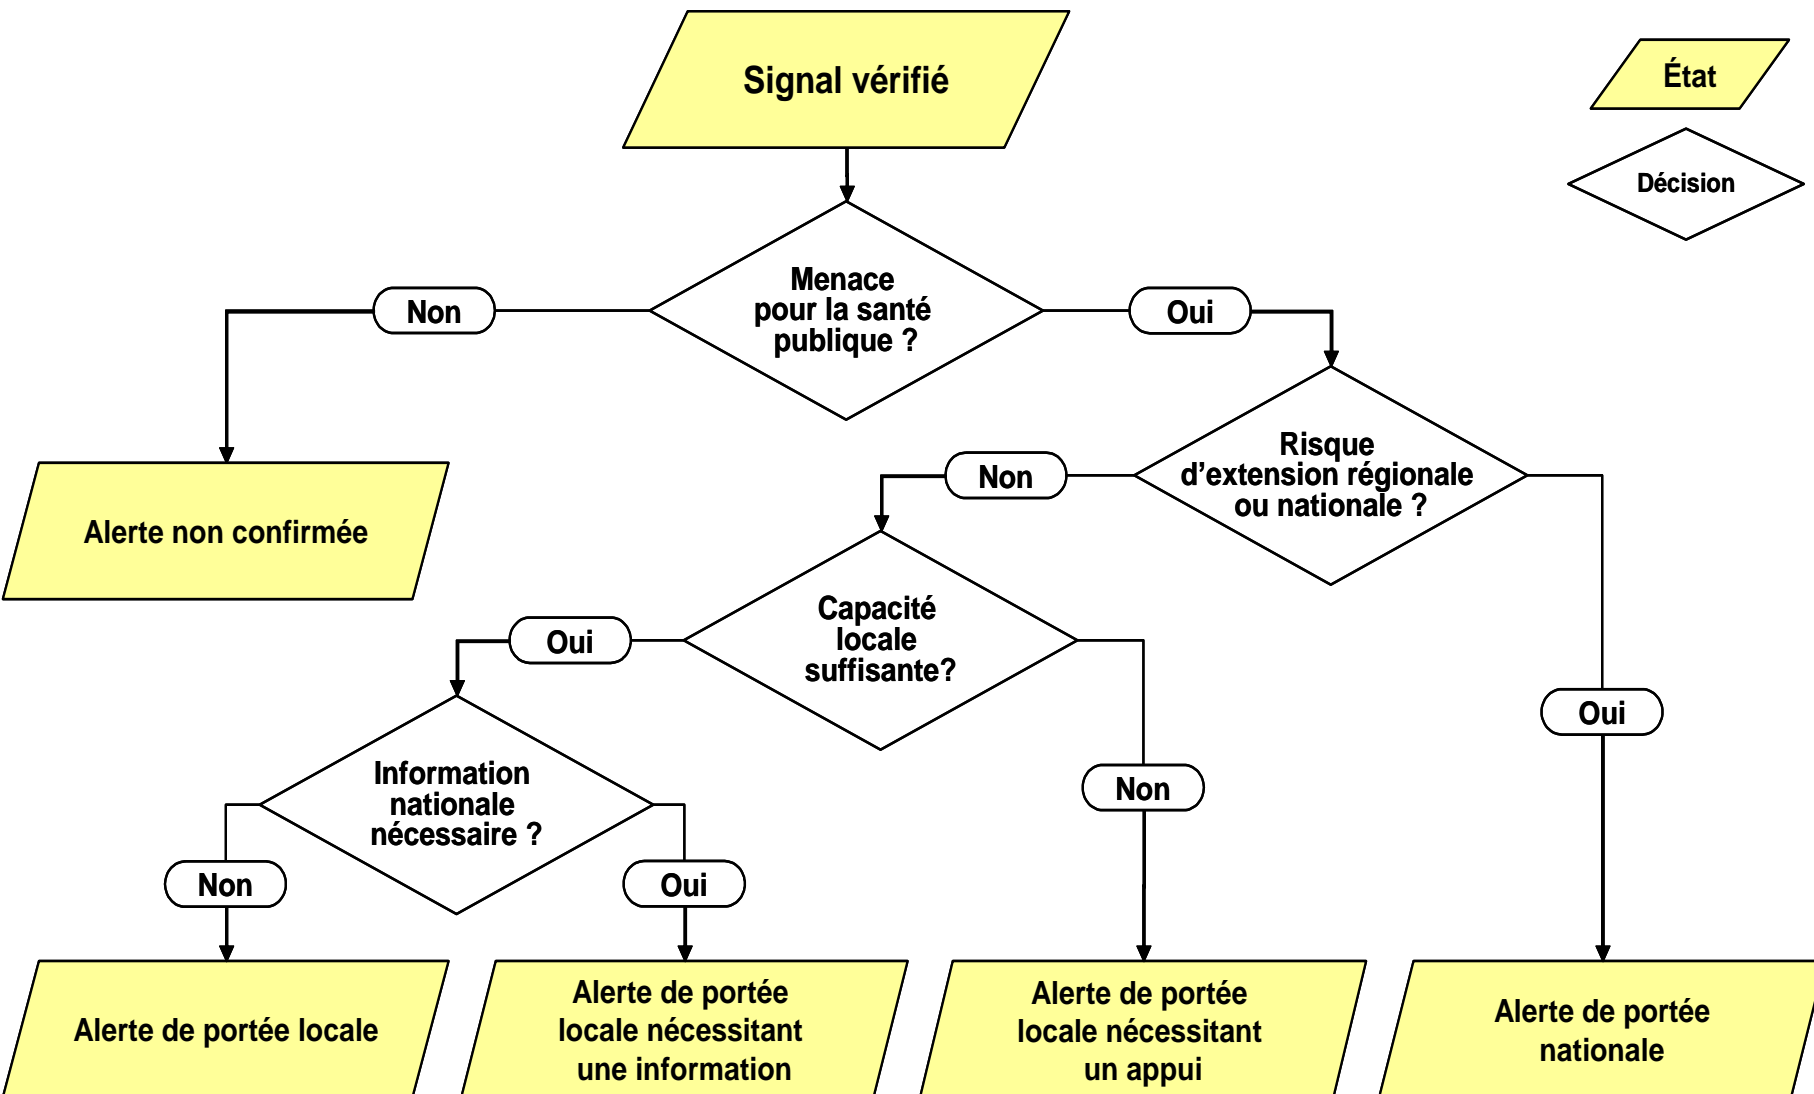 Signal vérifié
État
Décision
Menace
pour la santé
publique ?
Non
Oui
Risque
d'extension régionale
ou nationale ?
Non
Alerte non confirmée
Capacité
locale
suffisante?
Oui
Oui
Information
nationale
nécessaire ?
Non
Non
Oui
Alerte de portée locale
Alerte de portée
locale nécessitant
une information
Alerte de portée
locale nécessitant
un appui
Alerte de portée
nationale